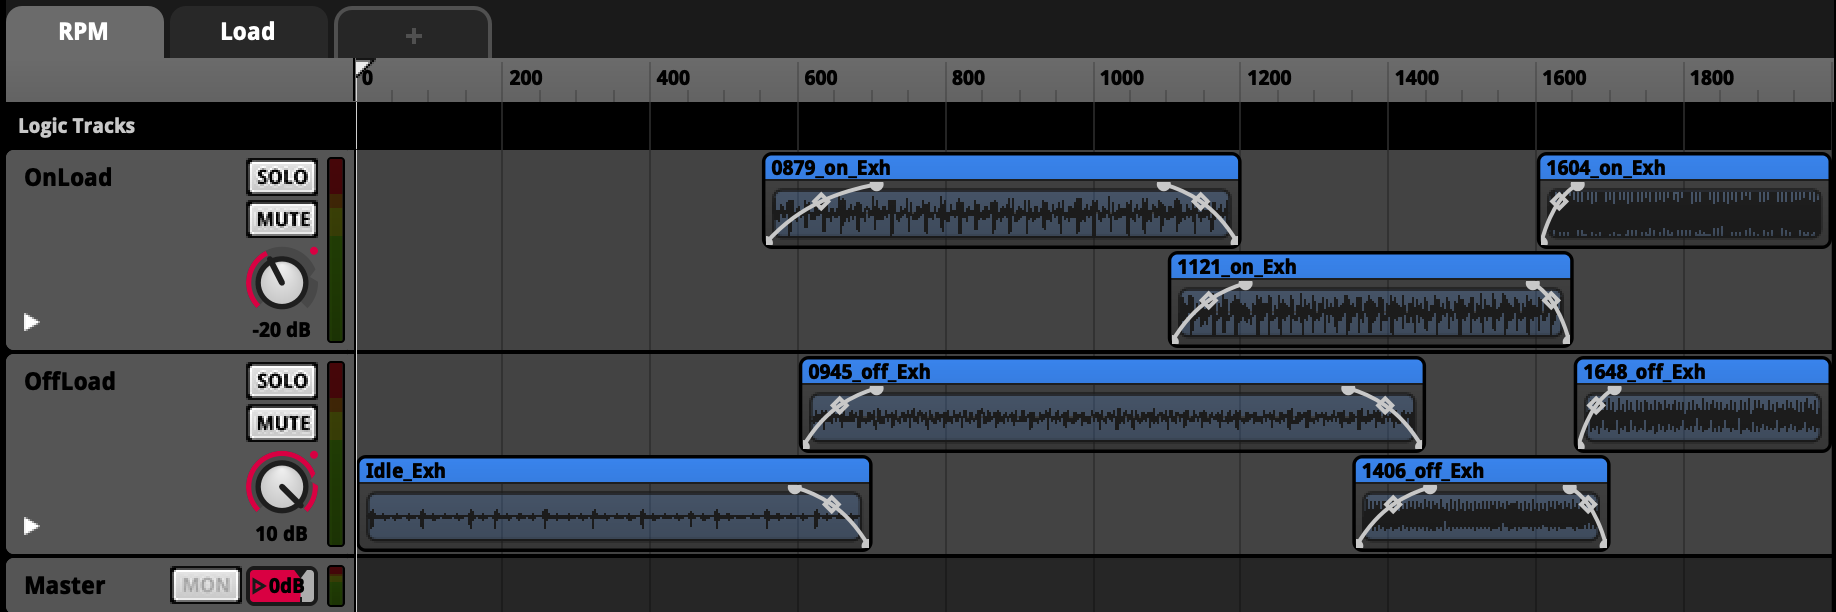 RPM Load +
0 200 400 600 800 1000 1200 1400 1600 1800
Logic Tracks
OnLoad SOLO
MUTE
-20 dB
0879_on_Exh 1604_on_Exh
1121_on_Exh
OffLoad SOLO
MUTE
10 dB
0945_off_Exh 1648_off_Exh
Idle_Exh 1406_off_Exh
Master MON 0dB